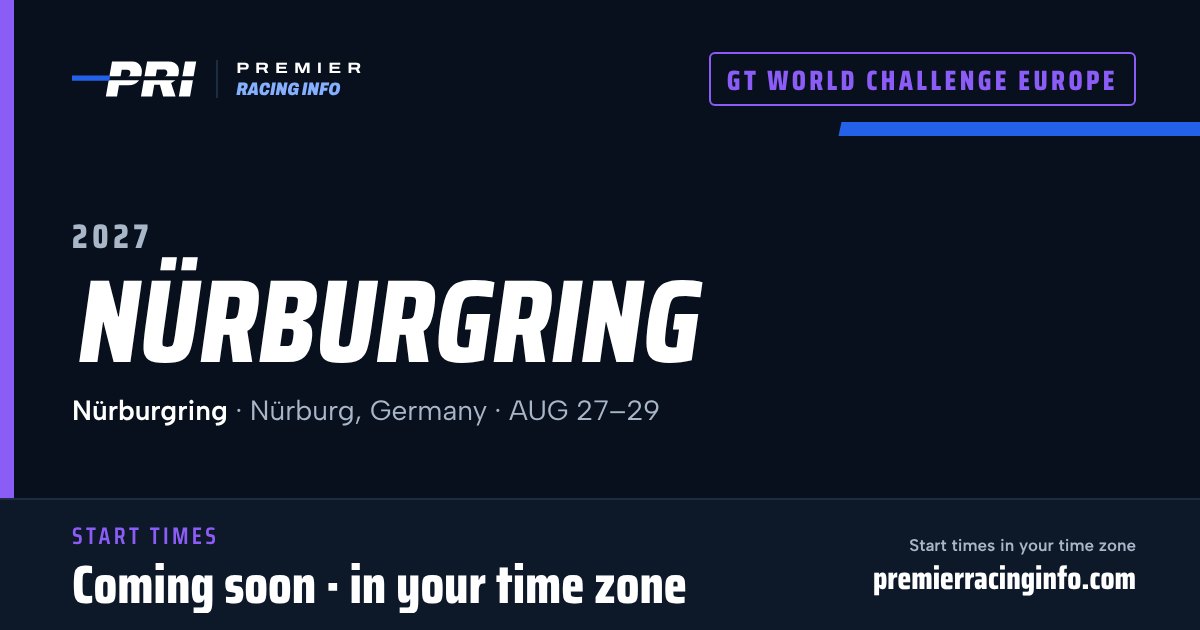 PRI
PREMIER
RACING INFO
GT WORLD CHALLENGE EUROPE
2027
NÜRBURGRING
Nürburgring · Nürburg, Germany · AUG 27–29
START TIMES
Coming soon · in your time zone
Start times in your time zone
premierracinginfo.com